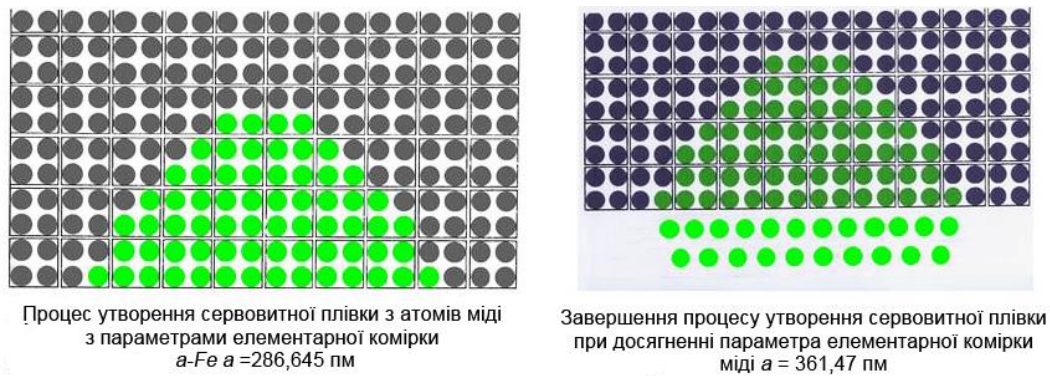 Процес утворення сервовитної плівки з атомів міді
з параметрами елементарної комірки
a-Fe a =286,645 пм
Завершення процесу утворення сервовитної плівки
при досягненні параметра елементарної комірки
міді a = 361,47 пм